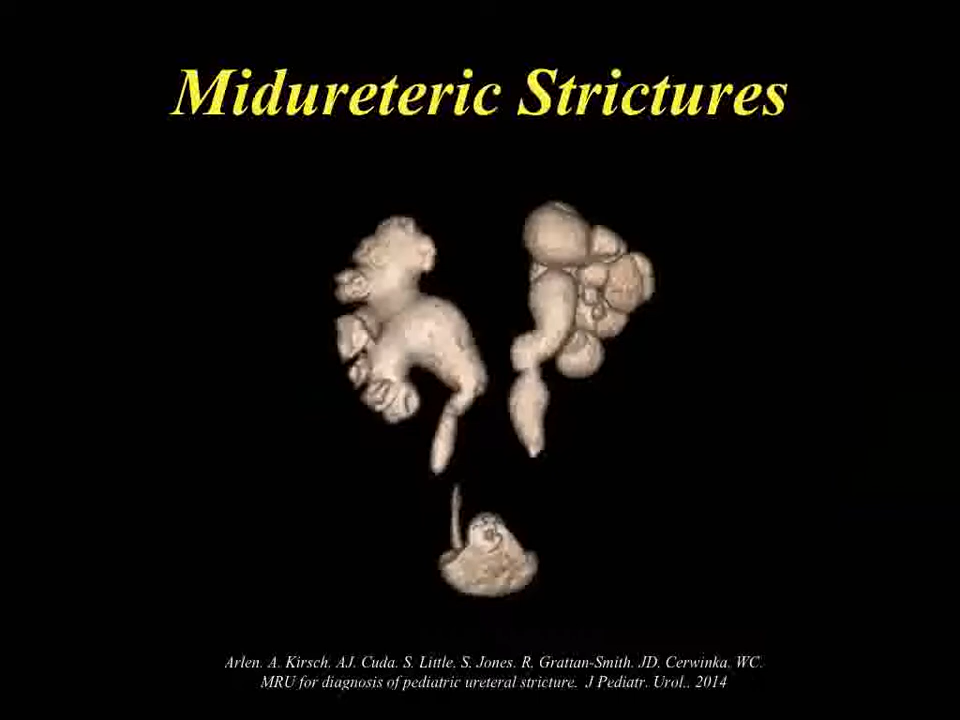 Midureteric Strictures
Arlen. A. Kirsch. AJ. Cuda. S. Little. S. Jones. R. Grattan-Smith. JD. Cerwinka. WC.
MRU for diagnosis of pediatric ureteral stricture. J Pediatr. Urol.. 2014